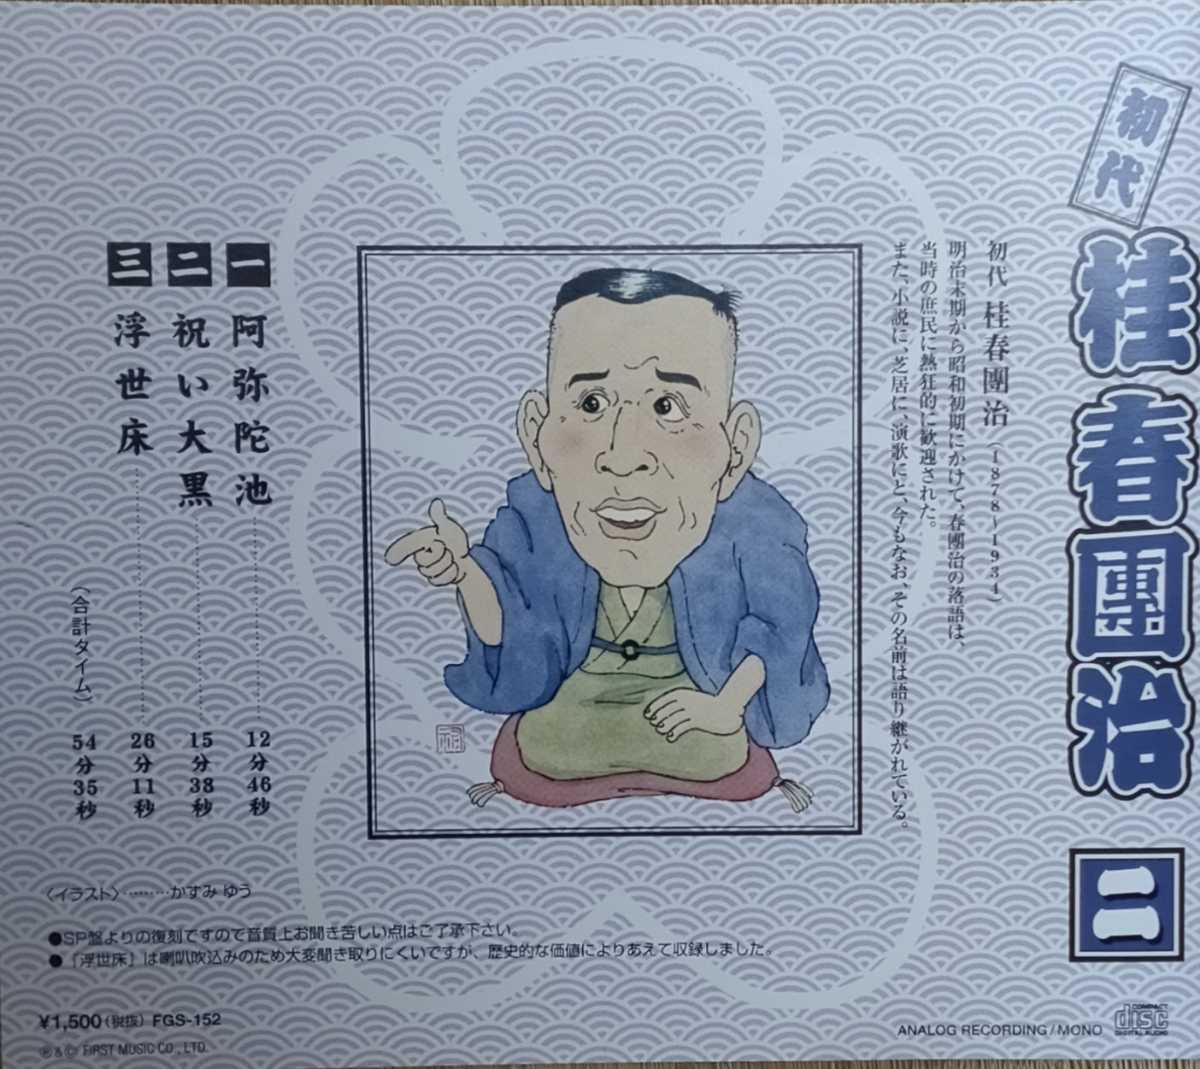 初代
桂春團治
二
初代 桂春團治(1878〜1934)
明治末期から昭和初期にかけて、春團治の落語は、
当時の庶民に熱狂的に歓迎された。
また、小説に、芝居に、演歌にと、今もなお、その名前は語り継がれている。
一 阿弥陀池………12分46秒
二 祝い大黒………15分38秒
三 浮世床………26分11秒
(合計タイム) 54分35秒
〈イラスト〉………かすみ ゆう
●SP盤よりの復刻ですので音質上お聞き苦しい点はご了承下さい。
●『浮世床』は喇叭吹込みのため大変聞き取りにくいですが、歴史的な価値によりあえて収録しました。
¥1,500(税抜) FGS-152
℗&© FIRST MUSIC CO., LTD.
ANALOG RECORDING/MONO
COMPACT
disc
DIGITAL AUDIO